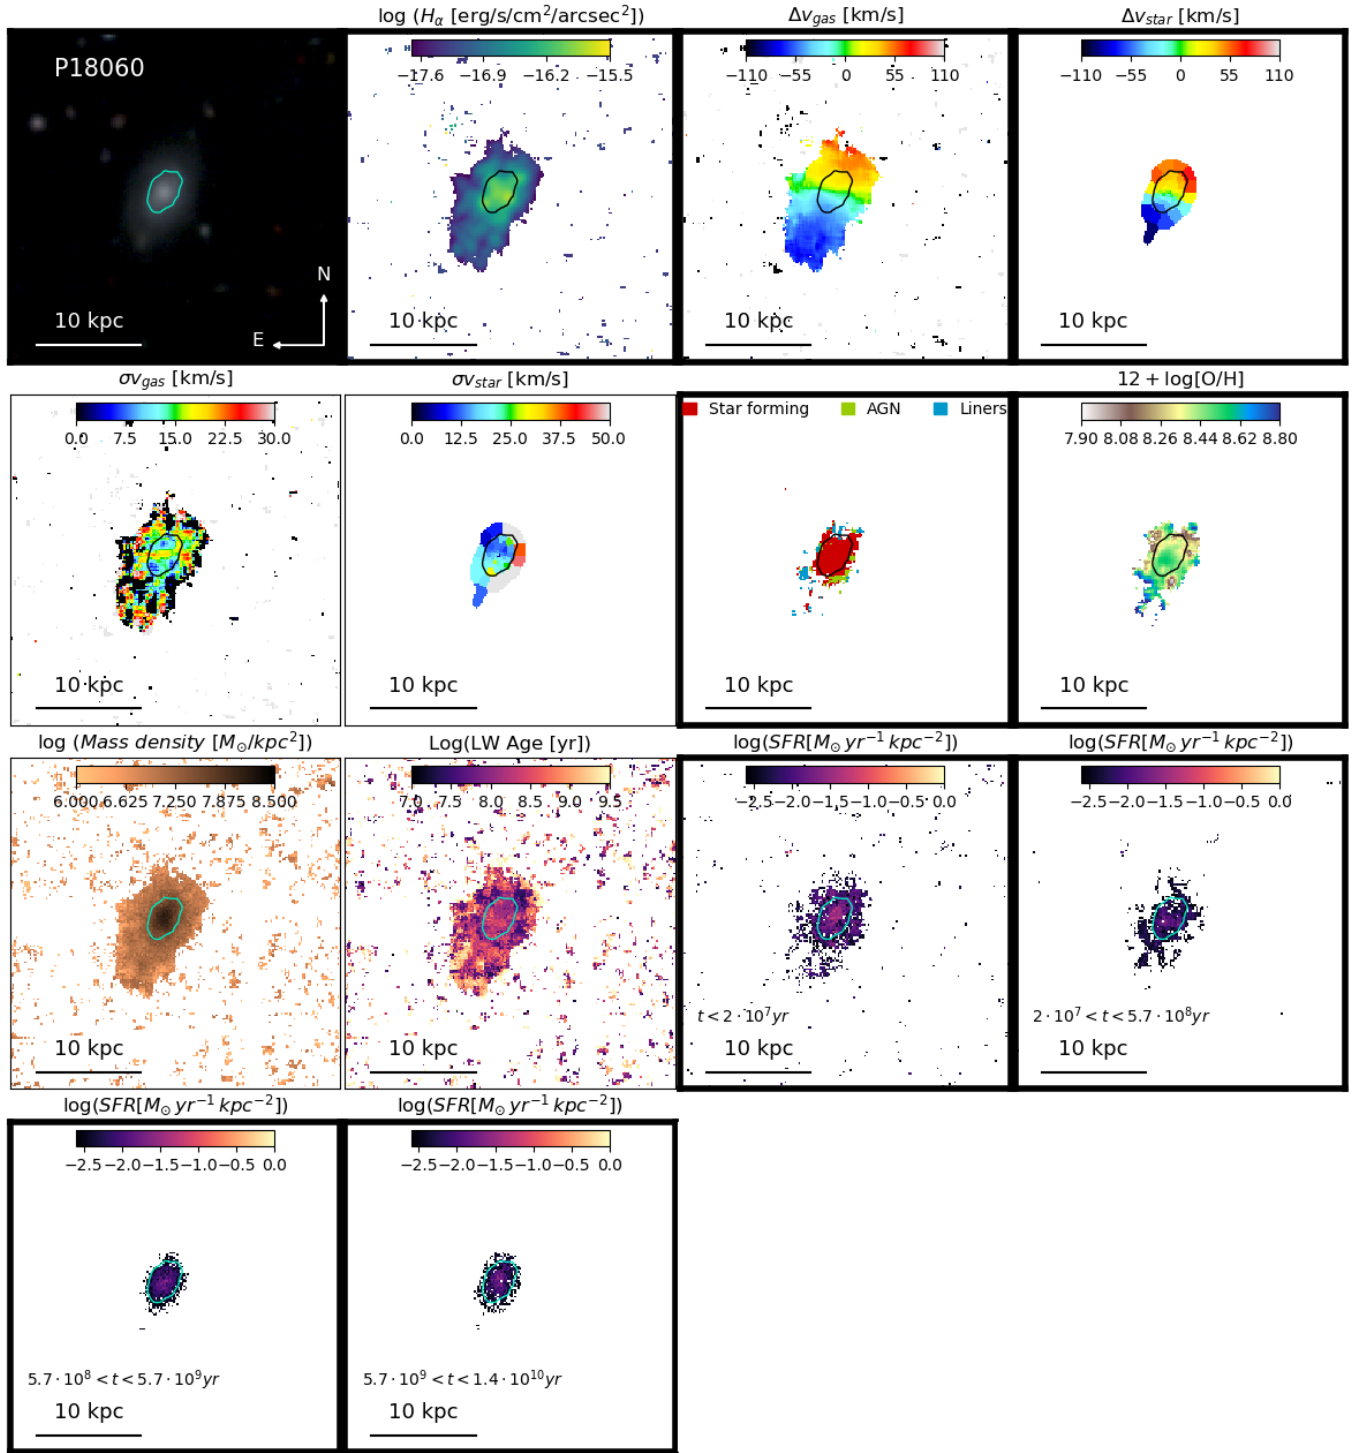 log (Hα [erg/s/cm²/arcsec²])
Δv_gas [km/s]
Δv_star [km/s]
P18060
N
E
10 kpc
−17.6 −16.9 −16.2 −15.5
10 kpc
−110 −55 0 55 110
10 kpc
−110 −55 0 55 110
10 kpc
σv_gas [km/s]
σv_star [km/s]
12 + log[O/H]
0.0 7.5 15.0 22.5 30.0
10 kpc
0.0 12.5 25.0 37.5 50.0
10 kpc
Star forming AGN Liners
10 kpc
7.90 8.08 8.26 8.44 8.62 8.80
10 kpc
log (Mass density [M⊙/kpc²])
Log(LW Age [yr])
log(SFR[M⊙ yr⁻¹ kpc⁻²])
log(SFR[M⊙ yr⁻¹ kpc⁻²])
6.000 6.625 7.250 7.875 8.500
10 kpc
7.0 7.5 8.0 8.5 9.0 9.5
10 kpc
−2.5 −2.0 −1.5 −1.0 −0.5 0.0
t < 2 · 10⁷yr
10 kpc
−2.5 −2.0 −1.5 −1.0 −0.5 0.0
2 · 10⁷ < t < 5.7 · 10⁸yr
10 kpc
log(SFR[M⊙ yr⁻¹ kpc⁻²])
log(SFR[M⊙ yr⁻¹ kpc⁻²])
−2.5 −2.0 −1.5 −1.0 −0.5 0.0
5.7 · 10⁸ < t < 5.7 · 10⁹yr
10 kpc
−2.5 −2.0 −1.5 −1.0 −0.5 0.0
5.7 · 10⁹ < t < 1.4 · 10¹⁰yr
10 kpc